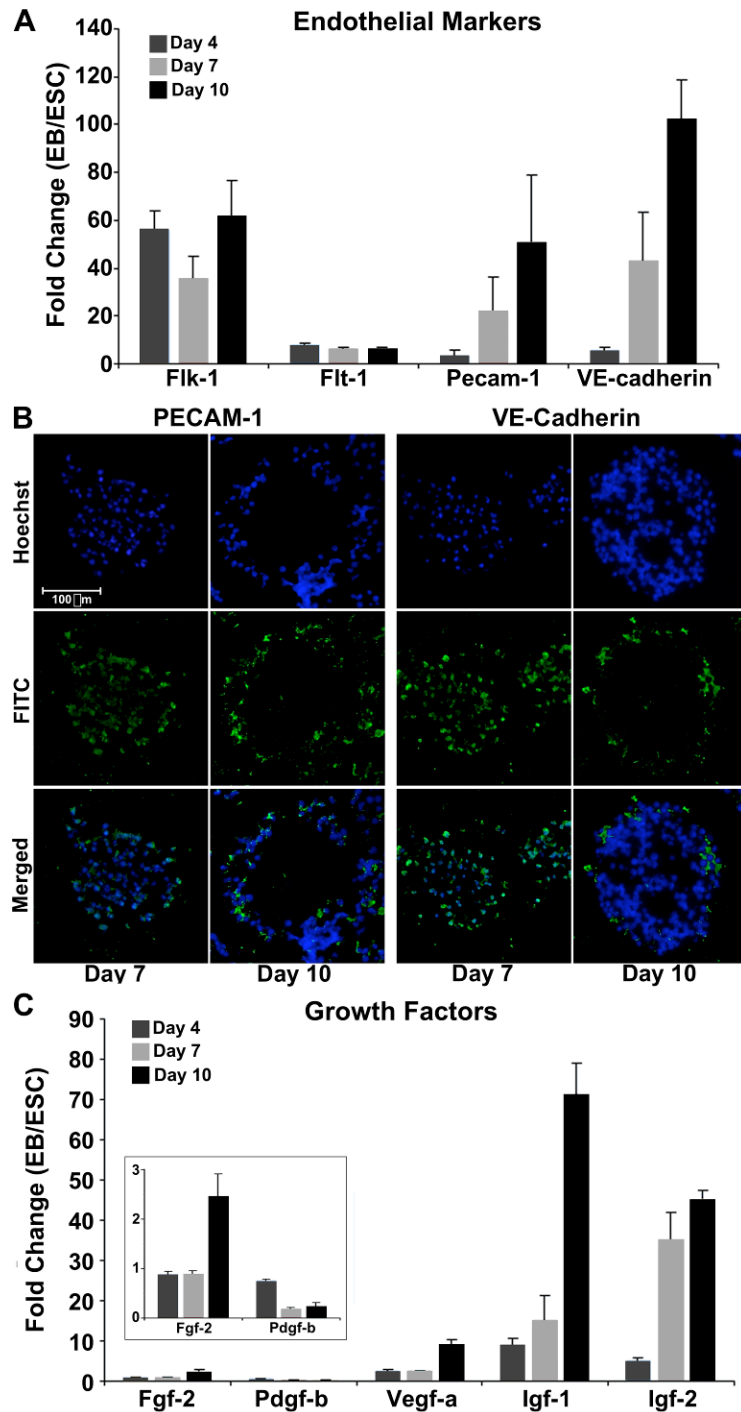 A
Endothelial Markers
Day 4
Day 7
Day 10
Fold Change (EB/ESC)
140
120
100
80
60
40
20
0
Flk-1
Flt-1
Pecam-1
VE-cadherin
B
PECAM-1
VE-Cadherin
Hoechst
100 □m
FITC
Merged
Day 7
Day 10
Day 7
Day 10
C
Growth Factors
Day 4
Day 7
Day 10
Fold Change (EB/ESC)
90
80
70
60
50
40
30
20
10
0
3
2
1
0
Fgf-2
Pdgf-b
Fgf-2
Pdgf-b
Vegf-a
Igf-1
Igf-2